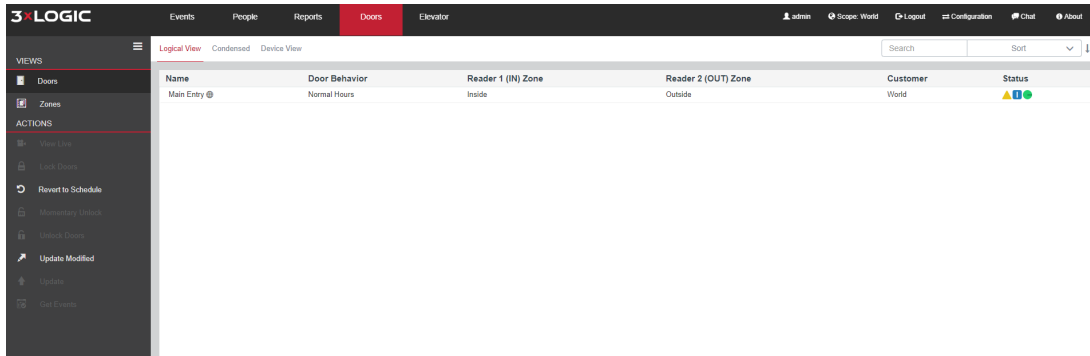 3×LOGIC Events People Reports Doors Elevator admin Scope: World Logout Configuration Chat About
Logical View Condensed Device View Search Sort
VIEWS
Doors
Zones
ACTIONS
View Live
Lock Doors
Revert to Schedule
Momentary Unlock
Unlock Doors
Update Modified
Update
Get Events
Name Door Behavior Reader 1 (IN) Zone Reader 2 (OUT) Zone Customer Status
Main Entry Normal Hours Inside Outside World